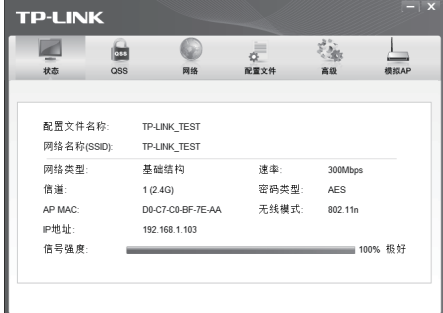 TP-LINK
状态 QSS 网络 配置文件 高级 模拟AP
配置文件名称: TP-LINK_TEST
网络名称(SSID): TP-LINK_TEST
网络类型: 基础结构 速率: 300Mbps
信道: 1 (2.4G) 密码类型: AES
AP MAC: D0-C7-C0-BF-7E-AA 无线模式: 802.11n
IP地址: 192.168.1.103
信号强度: 100% 极好